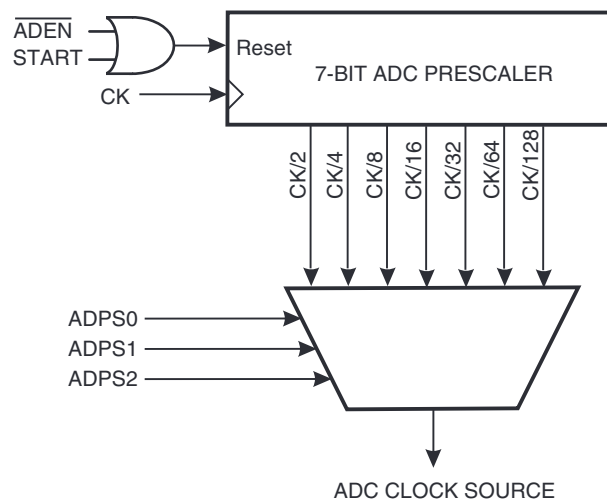 ADEN
START
Reset
7-BIT ADC PRESCALER
CK
CK/2
CK/4
CK/8
CK/16
CK/32
CK/64
CK/128
ADPS0
ADPS1
ADPS2
ADC CLOCK SOURCE